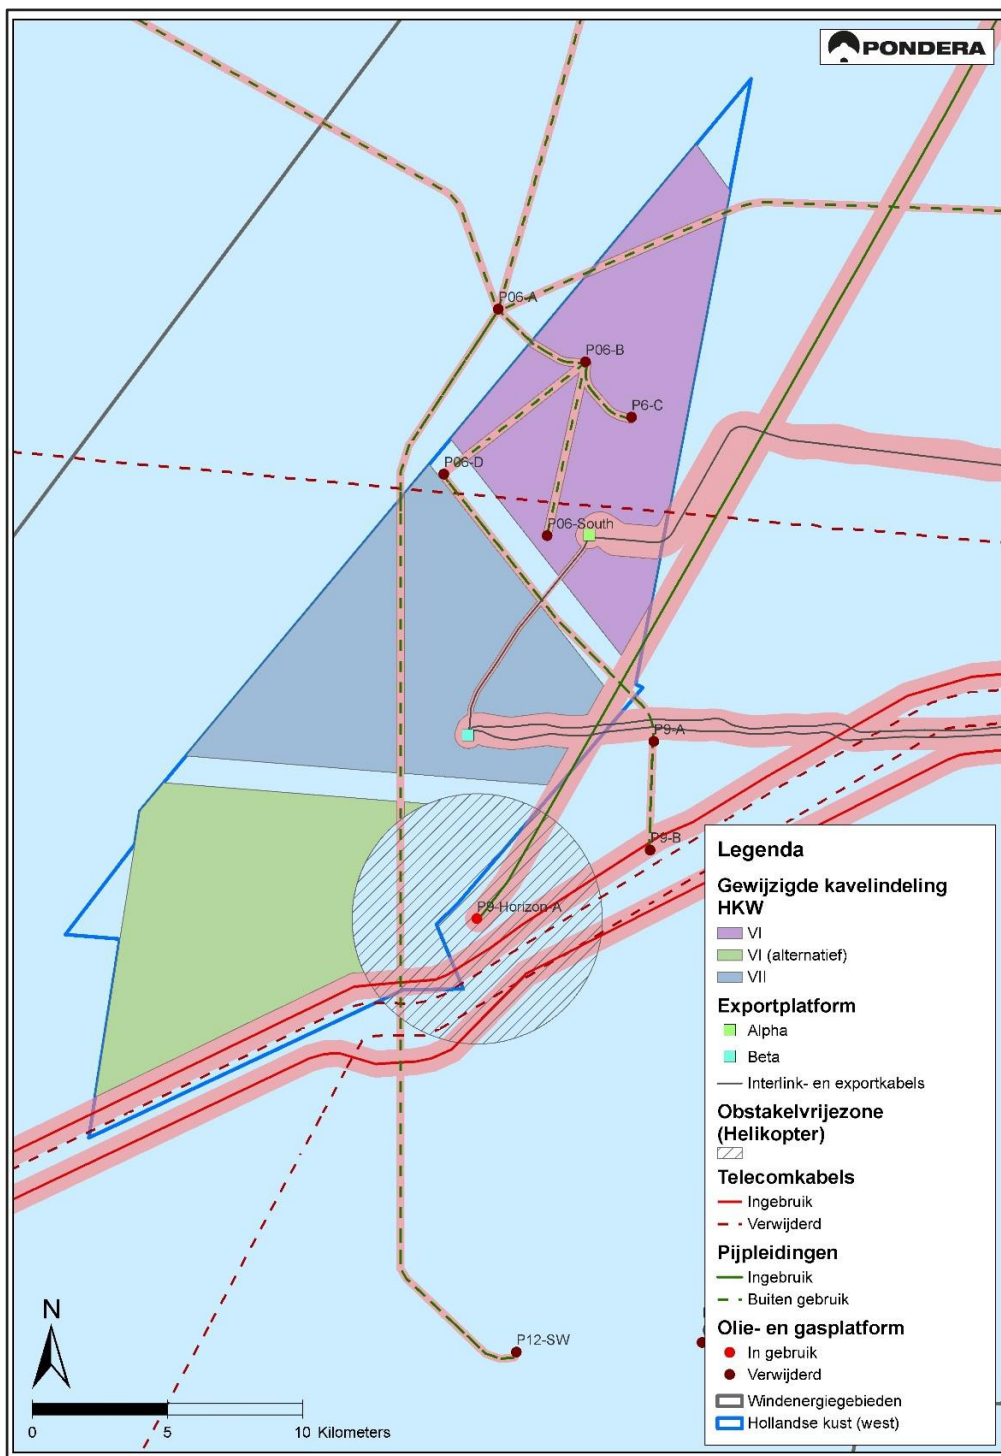 PONDERA
P06-A
P06-B
P6-C
P06-D
P06-South
P9-A
P9-B
P9-Horizon-A
P12-SW
N
0 5 10 Kilometers
Legenda
Gewijzigde kavelindeling
HKW
VI
VI (alternatief)
VII
Exportplatform
Alpha
Beta
Interlink- en exportkabels
Obstakelvrijezone
(Helikopter)
Telecomkabels
Ingebruik
Verwijderd
Pijpleidingen
Ingebruik
Buiten gebruik
Olie- en gasplatform
In gebruik
Verwijderd
Windenergiegebieden
Hollandse kust (west)